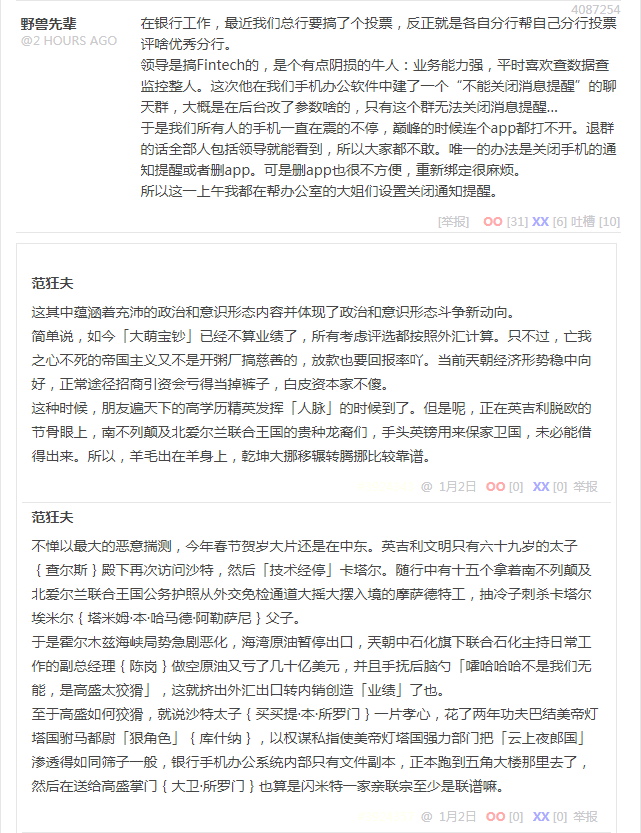 4087254
野兽先辈
@2 HOURS AGO
在银行工作，最近我们总行要搞了个投票，反正就是各自分行帮自己分行投票
评啥优秀分行。
领导是搞Fintech的，是个有点阴损的牛人：业务能力强，平时喜欢查数据查
监控整人。这次他在我们手机办公软件中建了一个“不能关闭消息提醒”的聊
天群，大概是在后台改了参数啥的，只有这个群无法关闭消息提醒...
于是我们所有人的手机一直在震的不停，巅峰的时候连个app都打不开。退群
的话全部人包括领导就能看到，所以大家都不敢。唯一的办法是关闭手机的通
知提醒或者删app。可是删app也很不方便，重新绑定很麻烦。
所以这一上午我都在帮办公室的大姐们设置关闭通知提醒。
[举报] OO [31] XX [6] 吐槽 [10]
范狂夫
这其中蕴涵着充沛的政治和意识形态内容并体现了政治和意识形态斗争新动向。
简单说，如今「大萌宝钞」已经不算业绩了，所有考虑评选都按照外汇计算。只不过，亡我
之心不死的帝国主义又不是开粥厂搞慈善的，放款也要回报率吖。当前天朝经济形势稳中向
好，正常途径招商引资会亏得当掉裤子，白皮资本家不傻。
这种时候，朋友遍天下的高学历精英发挥「人脉」的时候到了。但是呢，正在英吉利脱欧的
节骨眼上，南不列颠及北爱尔兰联合王国的贵种龙裔们，手头英镑用来保家卫国，未必能借
得出来。所以，羊毛出在羊身上，乾坤大挪移辗转腾挪比较靠谱。
@ 1月2日 OO [0] XX [0] 举报
范狂夫
不惮以最大的恶意揣测，今年春节贺岁大片还是在中东。英吉利文明只有六十九岁的太子
｛查尔斯｝殿下再次访问沙特，然后「技术经停」卡塔尔。随行中有十五个拿着南不列颠及
北爱尔兰联合王国公务护照从外交免检通道大摇大摆入境的摩萨德特工，抽冷子刺杀卡塔尔
埃米尔｛塔米姆·本·哈马德·阿勒萨尼｝父子。
于是霍尔木兹海峡局势急剧恶化，海湾原油暂停出口，天朝中石化旗下联合石化主持日常工
作的副总经理｛陈岗｝做空原油又亏了几十亿美元，并且手抚后脑勺「嚯哈哈哈不是我们无
能，是高盛太狡猾」，这就挤出外汇出口转内销创造「业绩」了也。
至于高盛如何狡猾，就说沙特太子｛买买提·本·所罗门｝一片孝心，花了两年功夫巴结美帝灯
塔国驸马都尉「狠角色」｛库什纳｝，以权谋私指使美帝灯塔国强力部门把「云上夜郎国」
渗透得如同筛子一般，银行手机办公系统内部只有文件副本，正本跑到五角大楼那里去了，
然后在送给高盛掌门｛大卫·所罗门｝也算是闪米特一家亲联宗至少是联谱嘛。
@ 1月2日 OO [0] XX [0] 举报